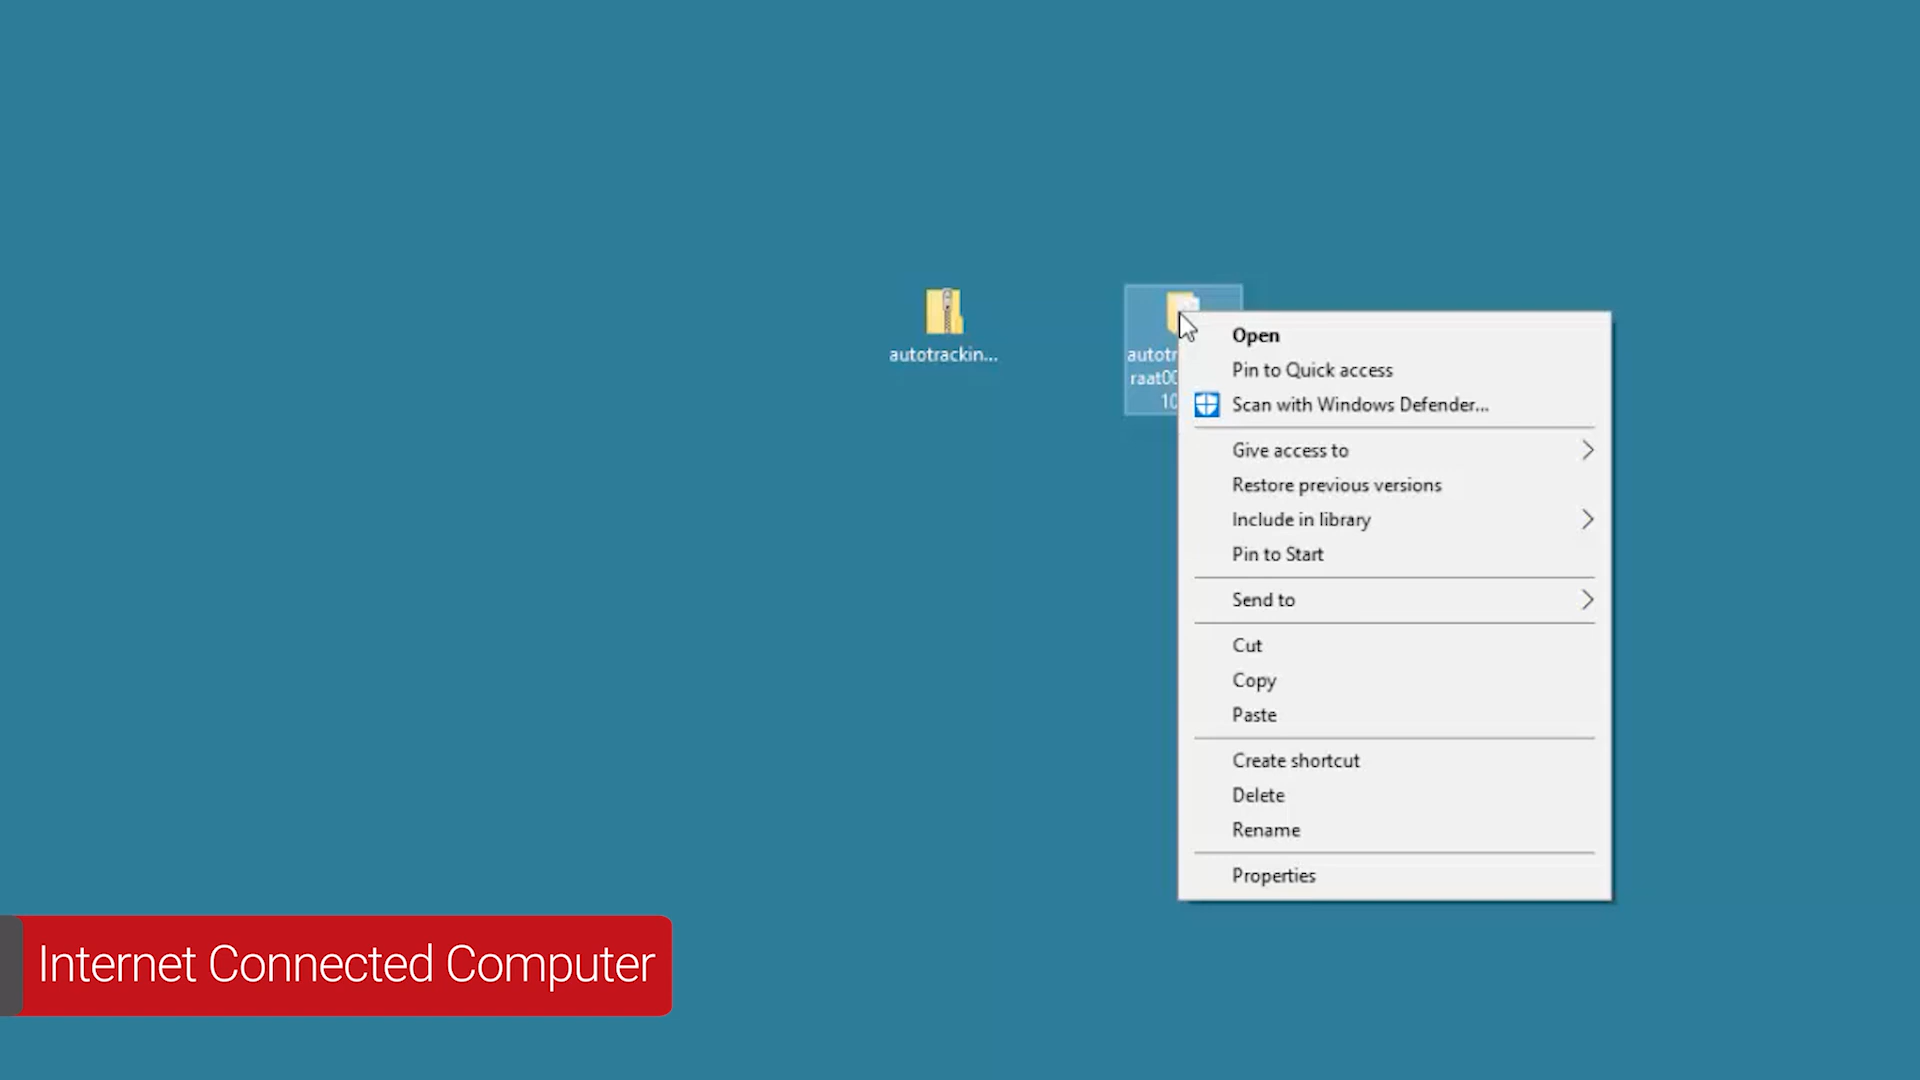 autotrackin...
autotr
raat00
10
Open
Pin to Quick access
Scan with Windows Defender...
Give access to
Restore previous versions
Include in library
Pin to Start
Send to
Cut
Copy
Paste
Create shortcut
Delete
Rename
Properties
Internet Connected Computer